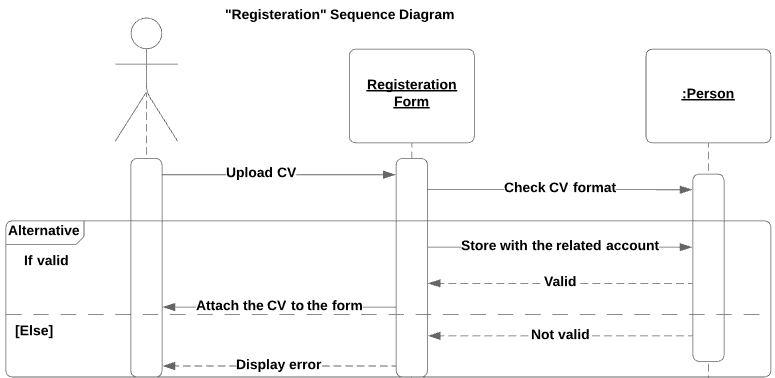 "Registeration" Sequence Diagram
Registeration
Form
:Person
Upload CV
Check CV format
Alternative
If valid
Store with the related account
Valid
Attach the CV to the form
[Else]
Not valid
Display error